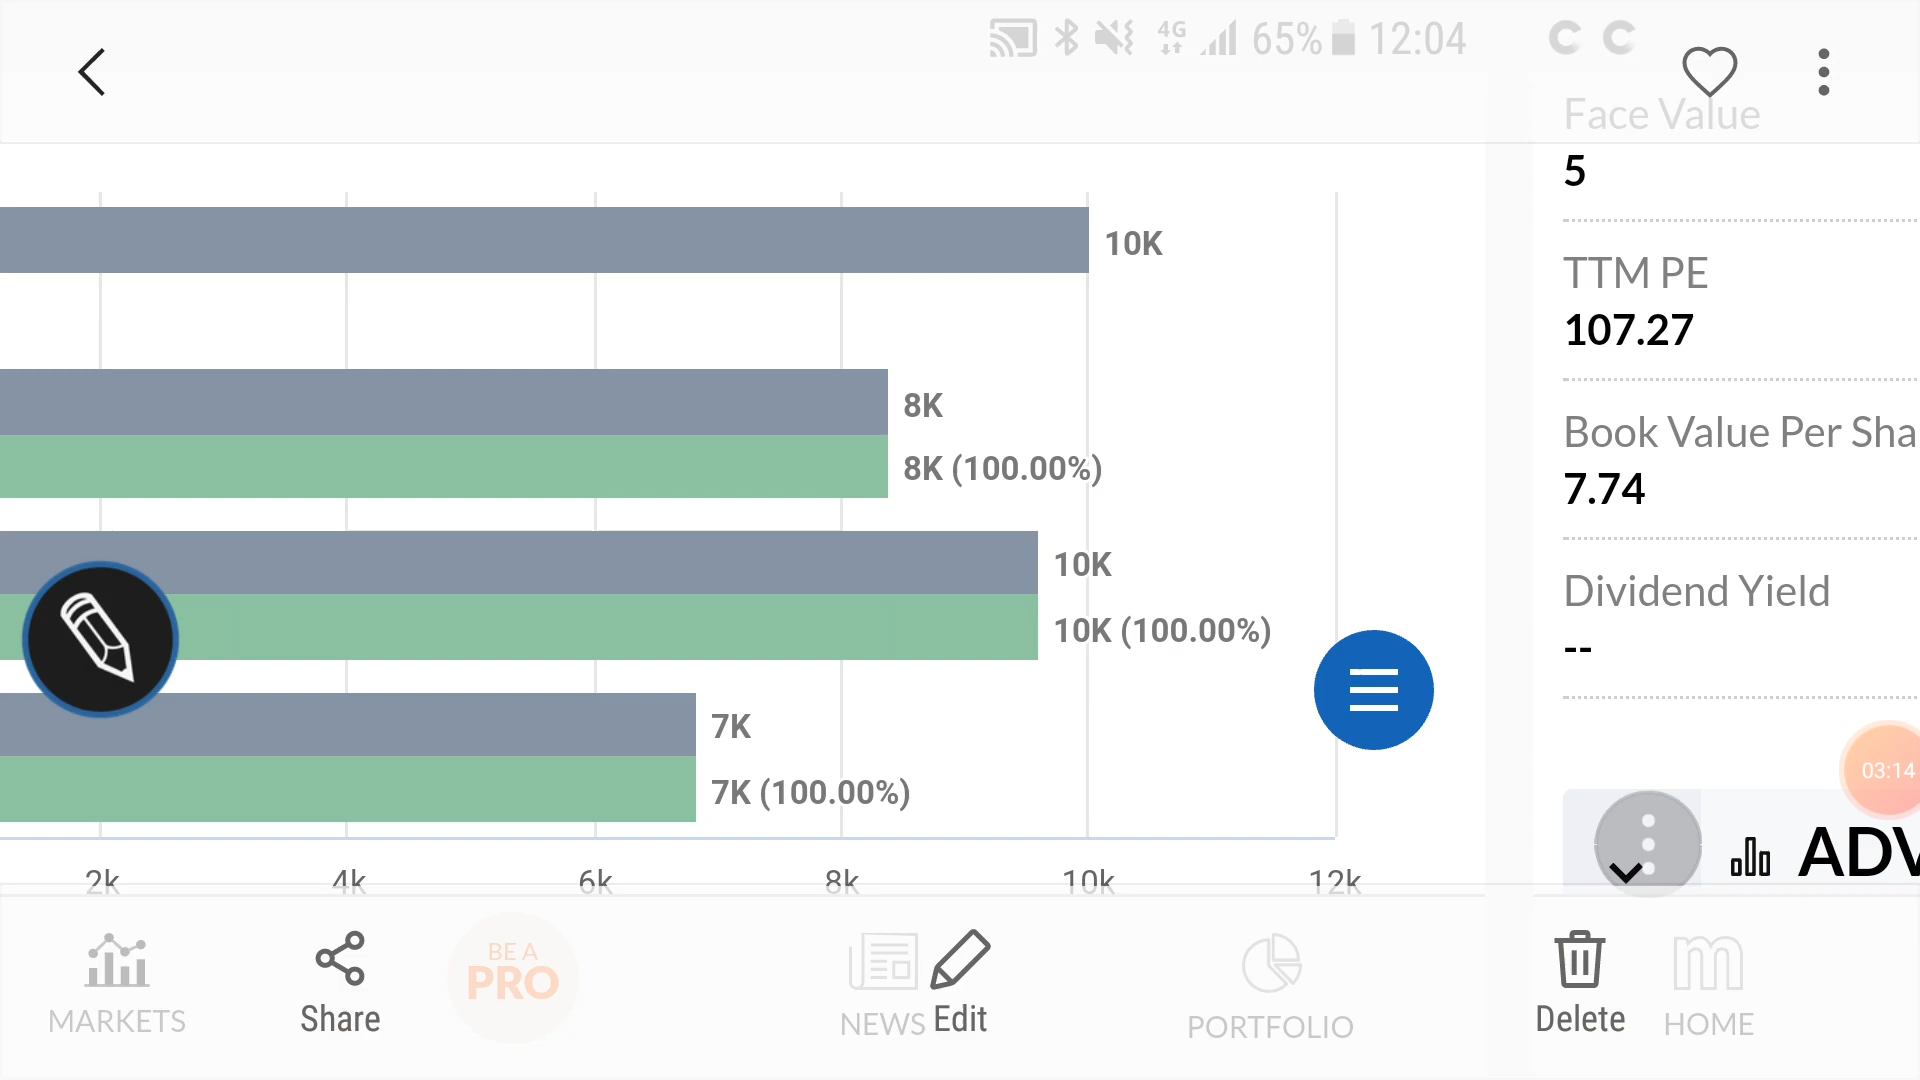 4G 65% 12:04
Face Value
5
TTM PE
107.27
Book Value Per Sha
7.74
Dividend Yield
--
03:14
ADV
10K
8K
8K (100.00%)
10K
10K (100.00%)
7K
7K (100.00%)
2k 4k 6k 8k 10k 12k
MARKETS
Share
BE A
PRO
NEWS
Edit
PORTFOLIO
Delete
HOME